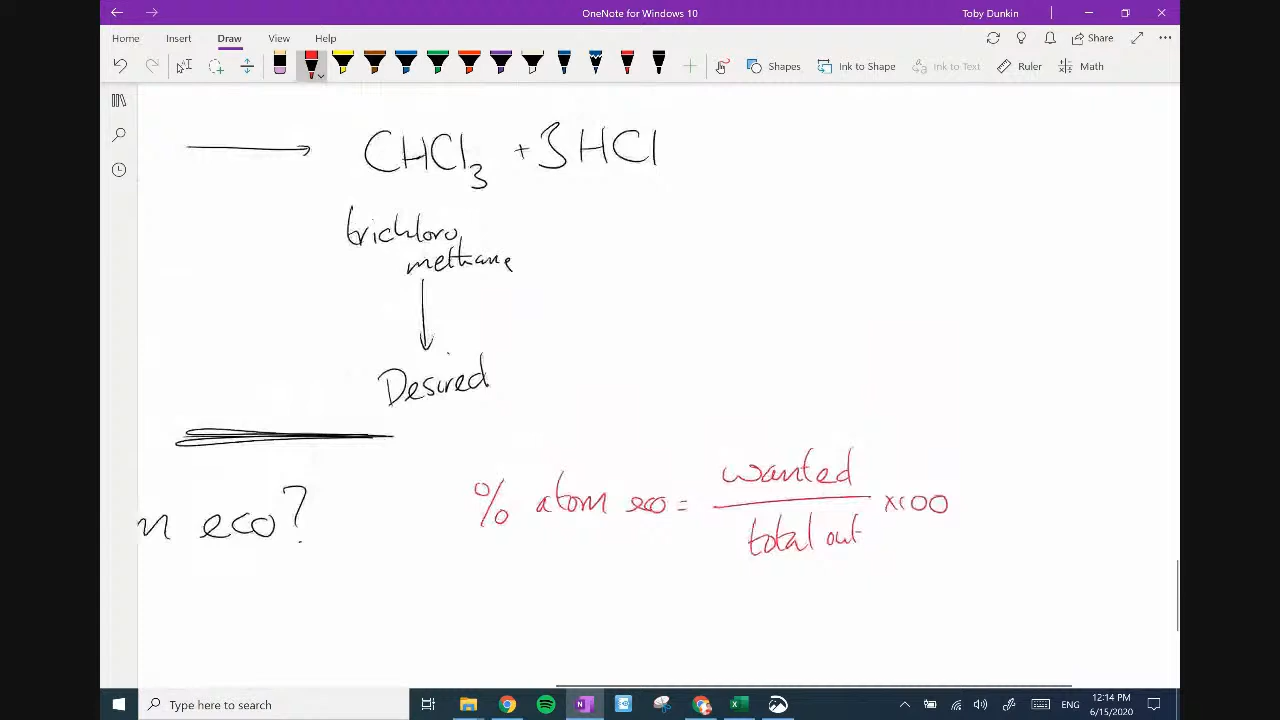 OneNote for Windows 10
Toby Dunkin
Home Insert Draw View Help
Share
Shapes Ink to Shape Ink to Text Ruler Math
CHCl3 + 3HCl
trichloro
methane
Desired
n eco?
% atom eco = wanted
total out
x100
Type here to search
ENG
12:14 PM
6/15/2020